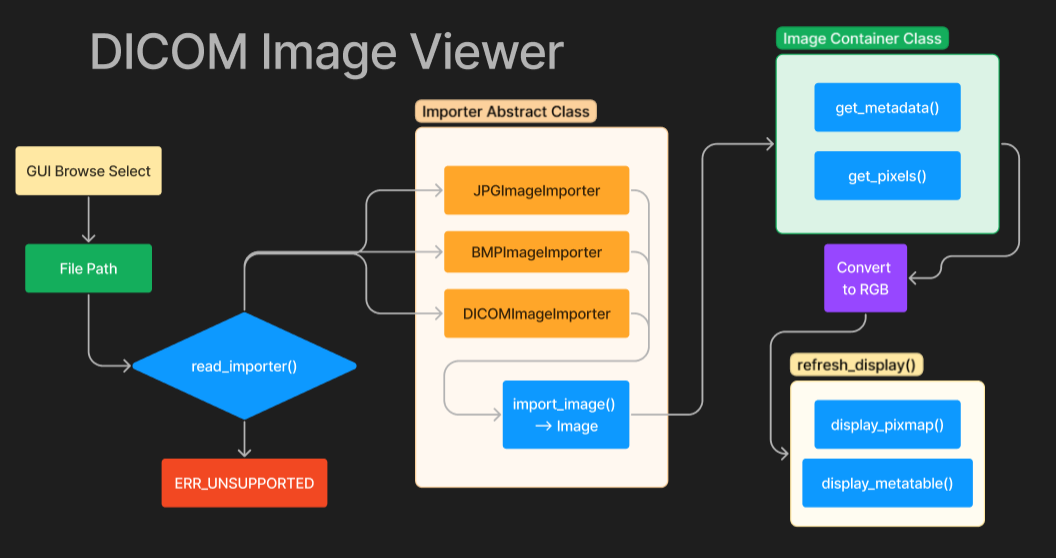 DICOM Image Viewer
GUI Browse Select
File Path
read_importer()
ERR_UNSUPPORTED
Importer Abstract Class
JPGImageImporter
BMPImageImporter
DICOMImageImporter
import_image()
→ Image
Image Container Class
get_metadata()
get_pixels()
Convert
to RGB
refresh_display()
display_pixmap()
display_metatable()